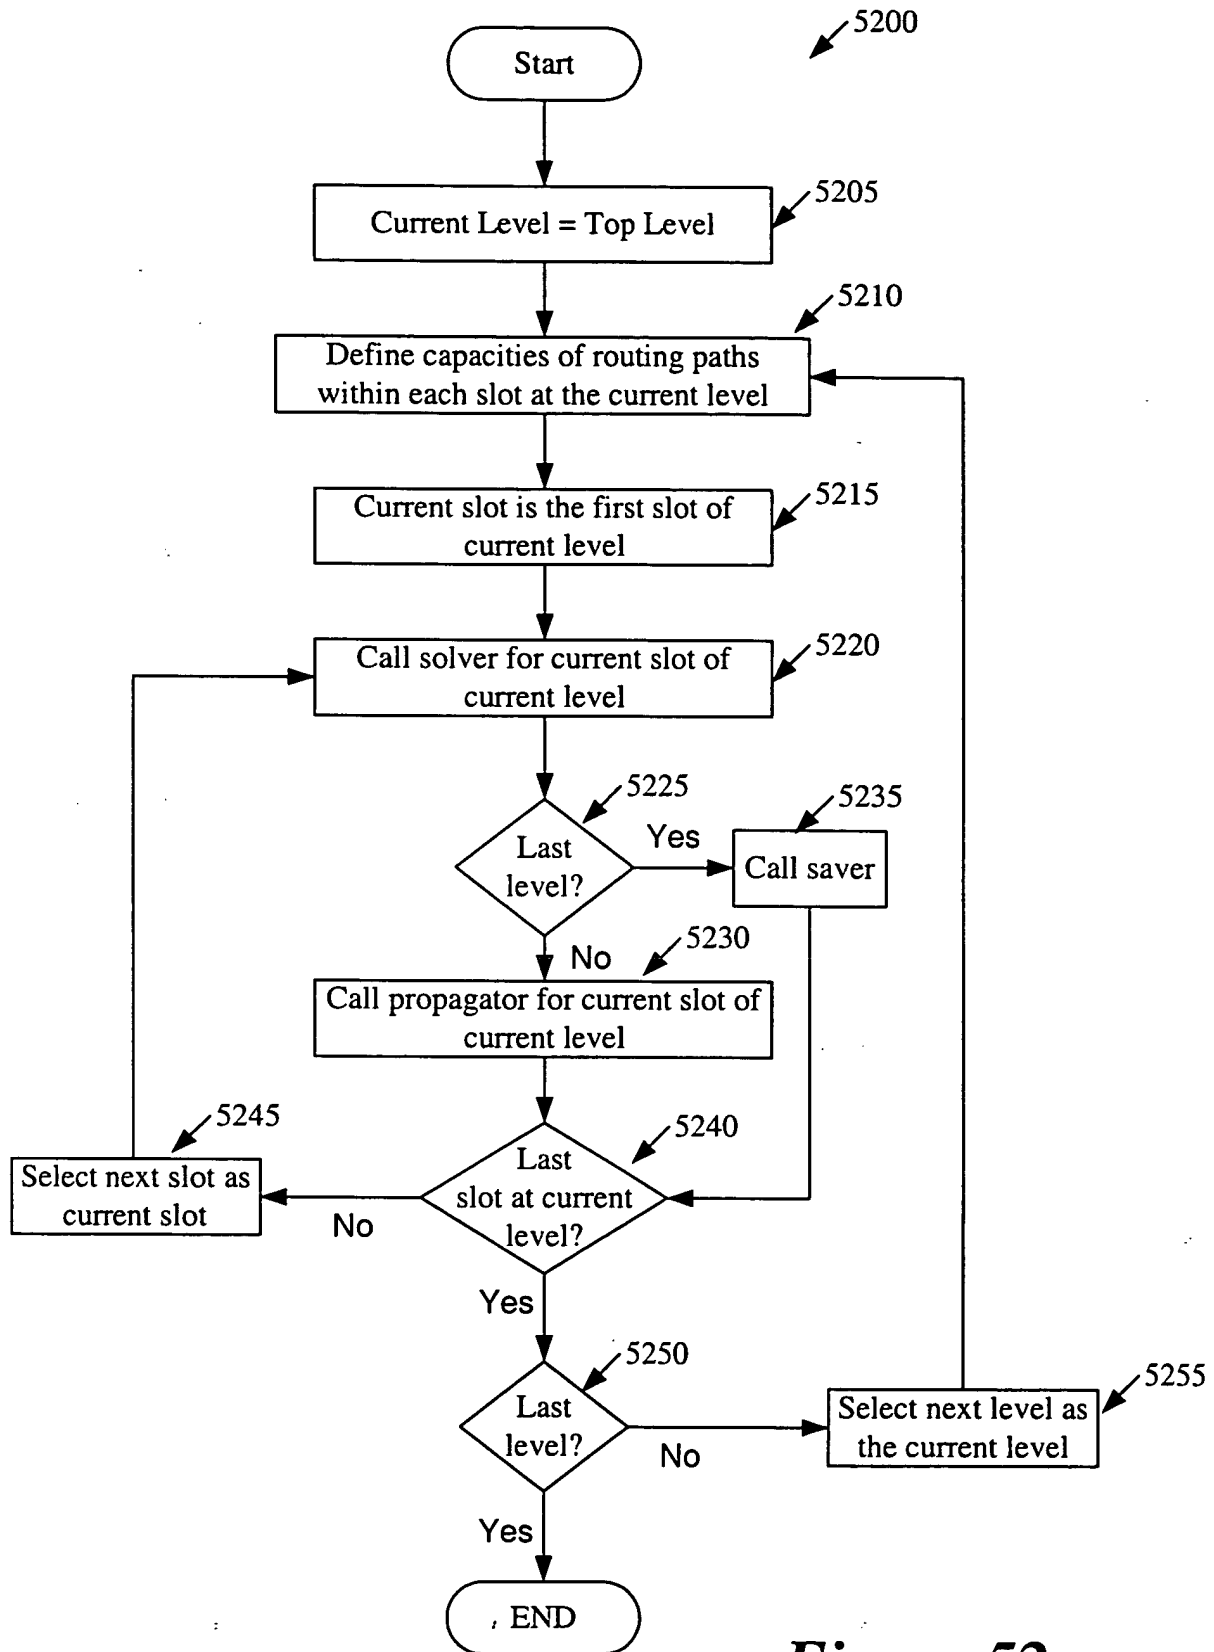 5200
Start
5205
Current Level = Top Level
5210
Define capacities of routing paths
within each slot at the current level
5215
Current slot is the first slot of
current level
5220
Call solver for current slot of
current level
5225
Last
level?
Yes
5235
Call saver
No
5230
Call propagator for current slot of
current level
5240
Last
slot at current
level?
5245
Select next slot as
current slot
No
Yes
5250
Last
level?
No
5255
Select next level as
the current level
Yes
END